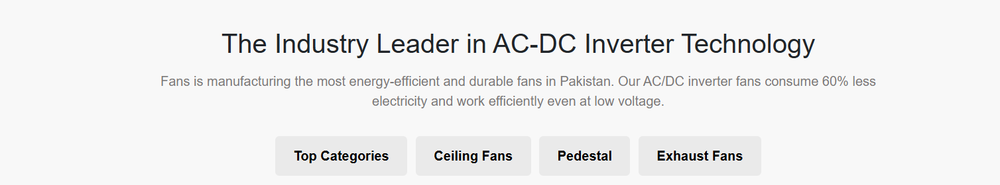 The Industry Leader in AC-DC Inverter Technology
Fans is manufacturing the most energy-efficient and durable fans in Pakistan. Our AC/DC inverter fans consume 60% less
electricity and work efficiently even at low voltage.
Top Categories Ceiling Fans Pedestal Exhaust Fans